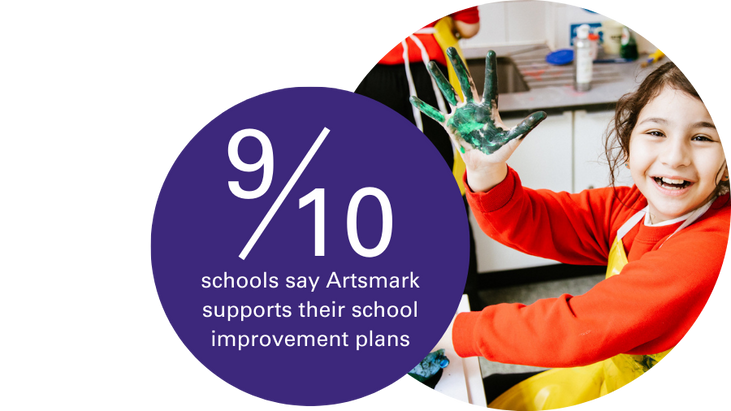 9/10
schools say Artsmark
supports their school
improvement plans